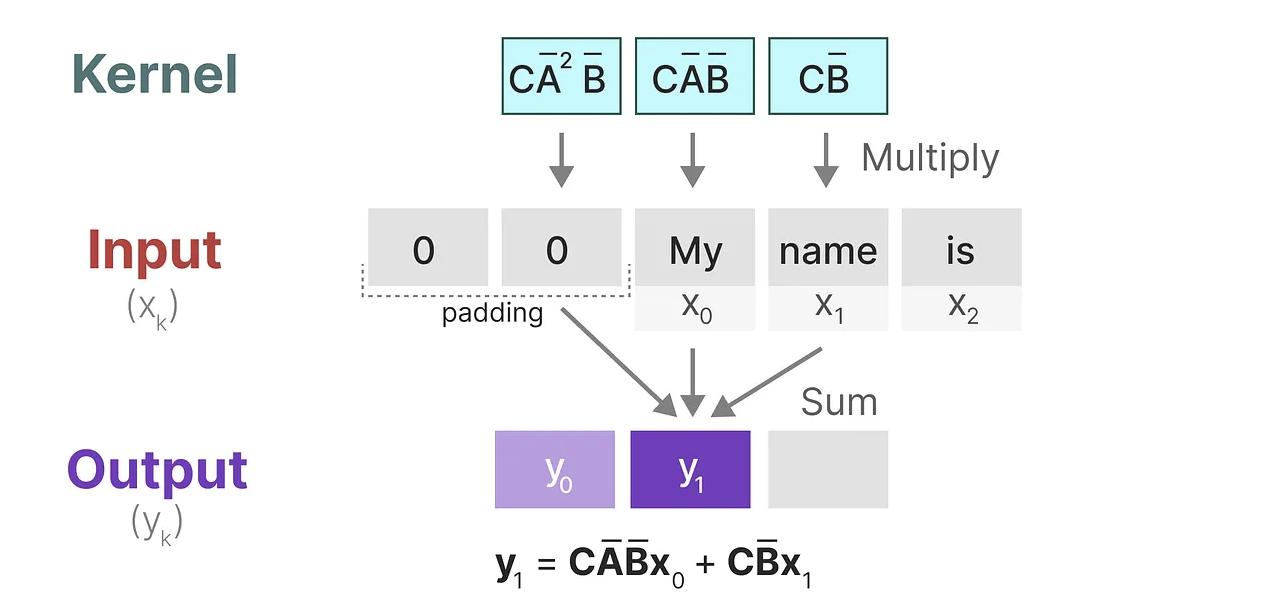 Kernel
CA̅² B̅
CA̅B̅
CB̅
Multiply
Input
(xₖ)
0
0
My
name
is
padding
x₀
x₁
x₂
Sum
Output
(yₖ)
y₀
y₁
y₁ = CA̅B̅x₀ + CB̅x₁